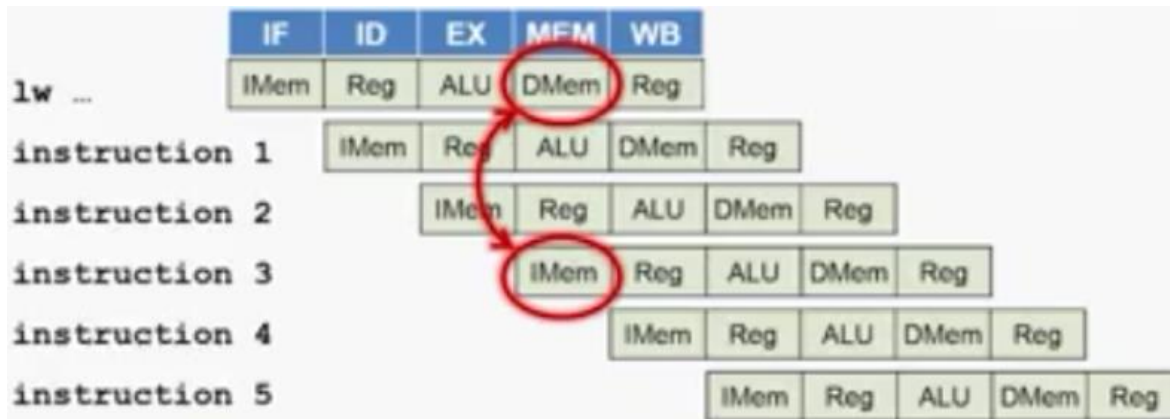 IF ID EX MEM WB
lw … IMem Reg ALU DMem Reg
instruction 1 IMem Reg ALU DMem Reg
instruction 2 IMem Reg ALU DMem Reg
instruction 3 IMem Reg ALU DMem Reg
instruction 4 IMem Reg ALU DMem Reg
instruction 5 IMem Reg ALU DMem Reg